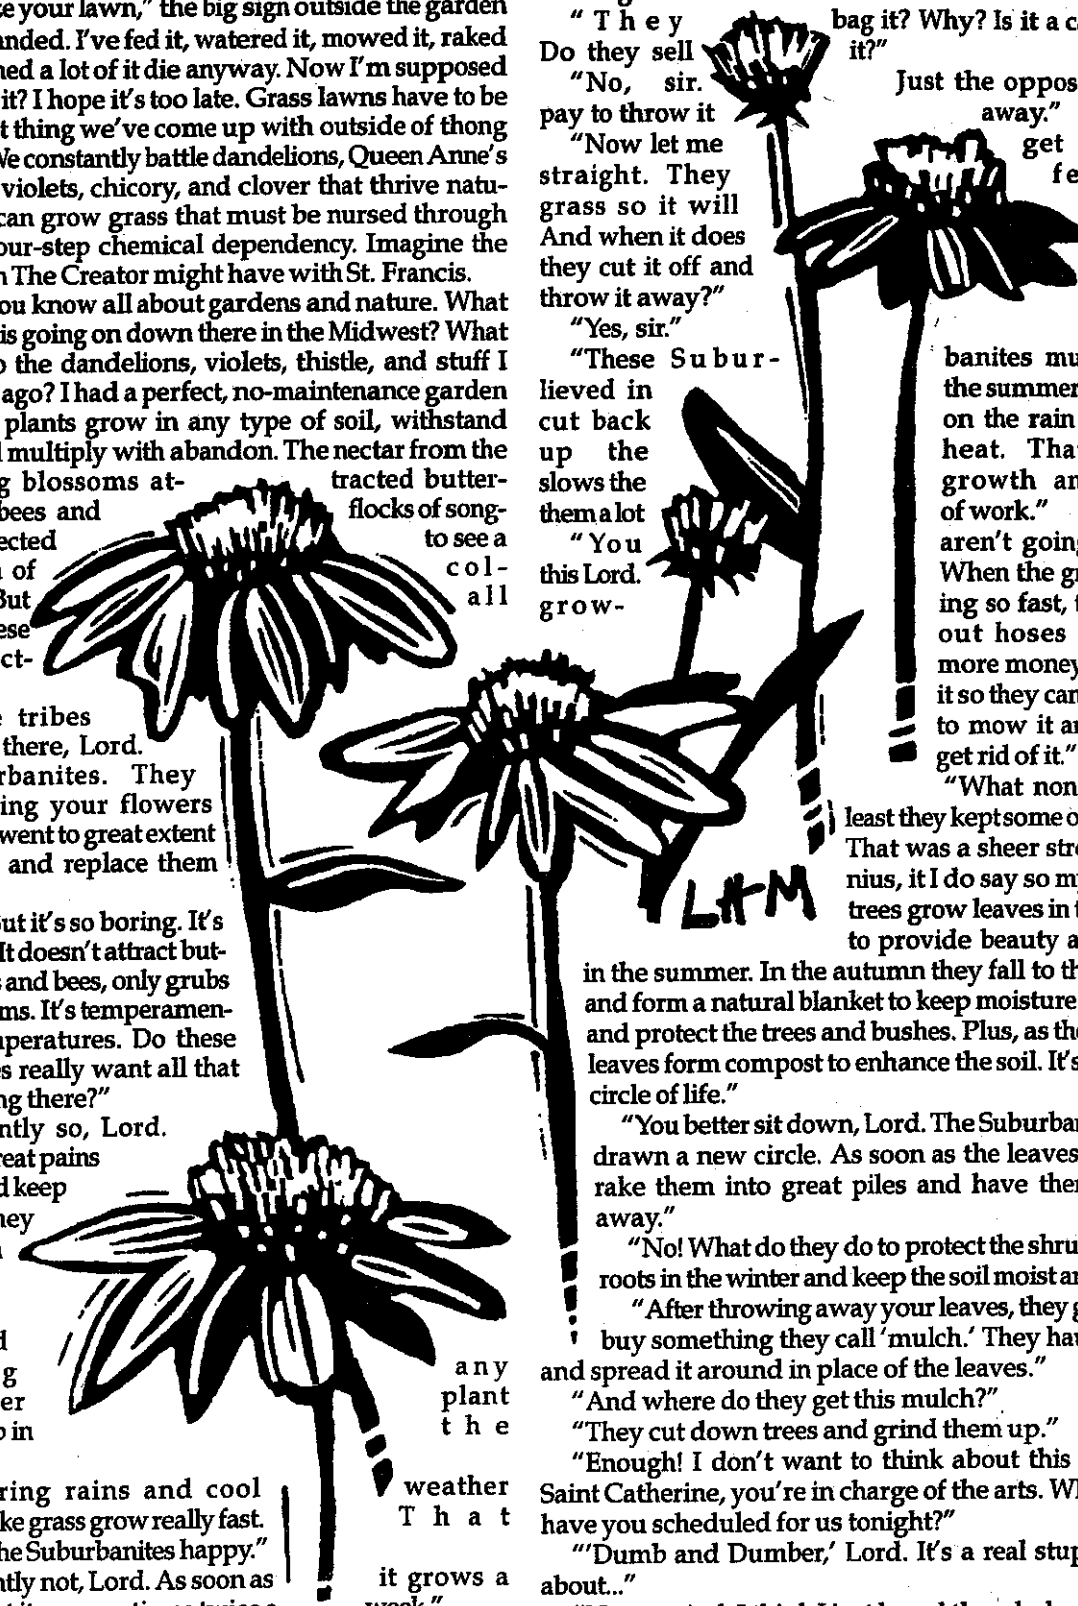 e your lawn," the big sign outside the garden
anded. I've fed it, watered it, mowed it, raked
ned a lot of it die anyway. Now I'm supposed
it? I hope it's too late. Grass lawns have to be
t thing we've come up with outside of thong
We constantly battle dandelions, Queen Anne's
violets, chicory, and clover that thrive natu-
can grow grass that must be nursed through
our-step chemical dependency. Imagine the
n The Creator might have with St. Francis.
ou know all about gardens and nature. What
is going on down there in the Midwest? What
o the dandelions, violets, thistle, and stuff I
ago? I had a perfect, no-maintenance garden
plants grow in any type of soil, withstand
l multiply with abandon. The nectar from the
g blossoms at- tracted butter-
bees and flocks of song-
ected to see a
of col-
But all
ese
ct-
e tribes
there, Lord.
rbanites. They
ing your flowers
went to great extent
and replace them
ut it's so boring. It's
It doesn't attract but-
s and bees, only grubs
ms. It's temperamen-
mperatures. Do these
es really want all that
ng there?"
ntly so, Lord.
reat pains
d keep
hey
d
g any
er plant
p in the
ring rains and cool weather
ke grass grow really fast. That
he Suburbanites happy."
ntly not, Lord. As soon as it grows a
week."
"They
Do they sell
"No, sir.
pay to throw it
"Now let me
straight. They
grass so it will
And when it does
they cut it off and
throw it away?"
"Yes, sir."
"These Subur-
lieved in
cut back
up the
slows the
them a lot
"You
this Lord.
grow-
bag it? Why? Is it a c
it?"
Just the oppos
away."
get
fe
banites mu
the summer
on the rain
heat. Tha
growth an
of work."
aren't going
When the gr
ing so fast, t
out hoses
more money
it so they can
to mow it an
get rid of it."
"What non
least they kept some o
That was a sheer stro
nius, it I do say so my
trees grow leaves in t
to provide beauty a
LHM
in the summer. In the autumn they fall to th
and form a natural blanket to keep moisture
and protect the trees and bushes. Plus, as the
leaves form compost to enhance the soil. It's
circle of life."
"You better sit down, Lord. The Suburban
drawn a new circle. As soon as the leaves
rake them into great piles and have them
away."
"No! What do they do to protect the shru
roots in the winter and keep the soil moist an
"After throwing away your leaves, they g
buy something they call 'mulch.' They hau
and spread it around in place of the leaves."
"And where do they get this mulch?"
"They cut down trees and grind them up."
"Enough! I don't want to think about this
Saint Catherine, you're in charge of the arts. Wh
have you scheduled for us tonight?"
"'Dumb and Dumber,' Lord. It's a real stup
about..."